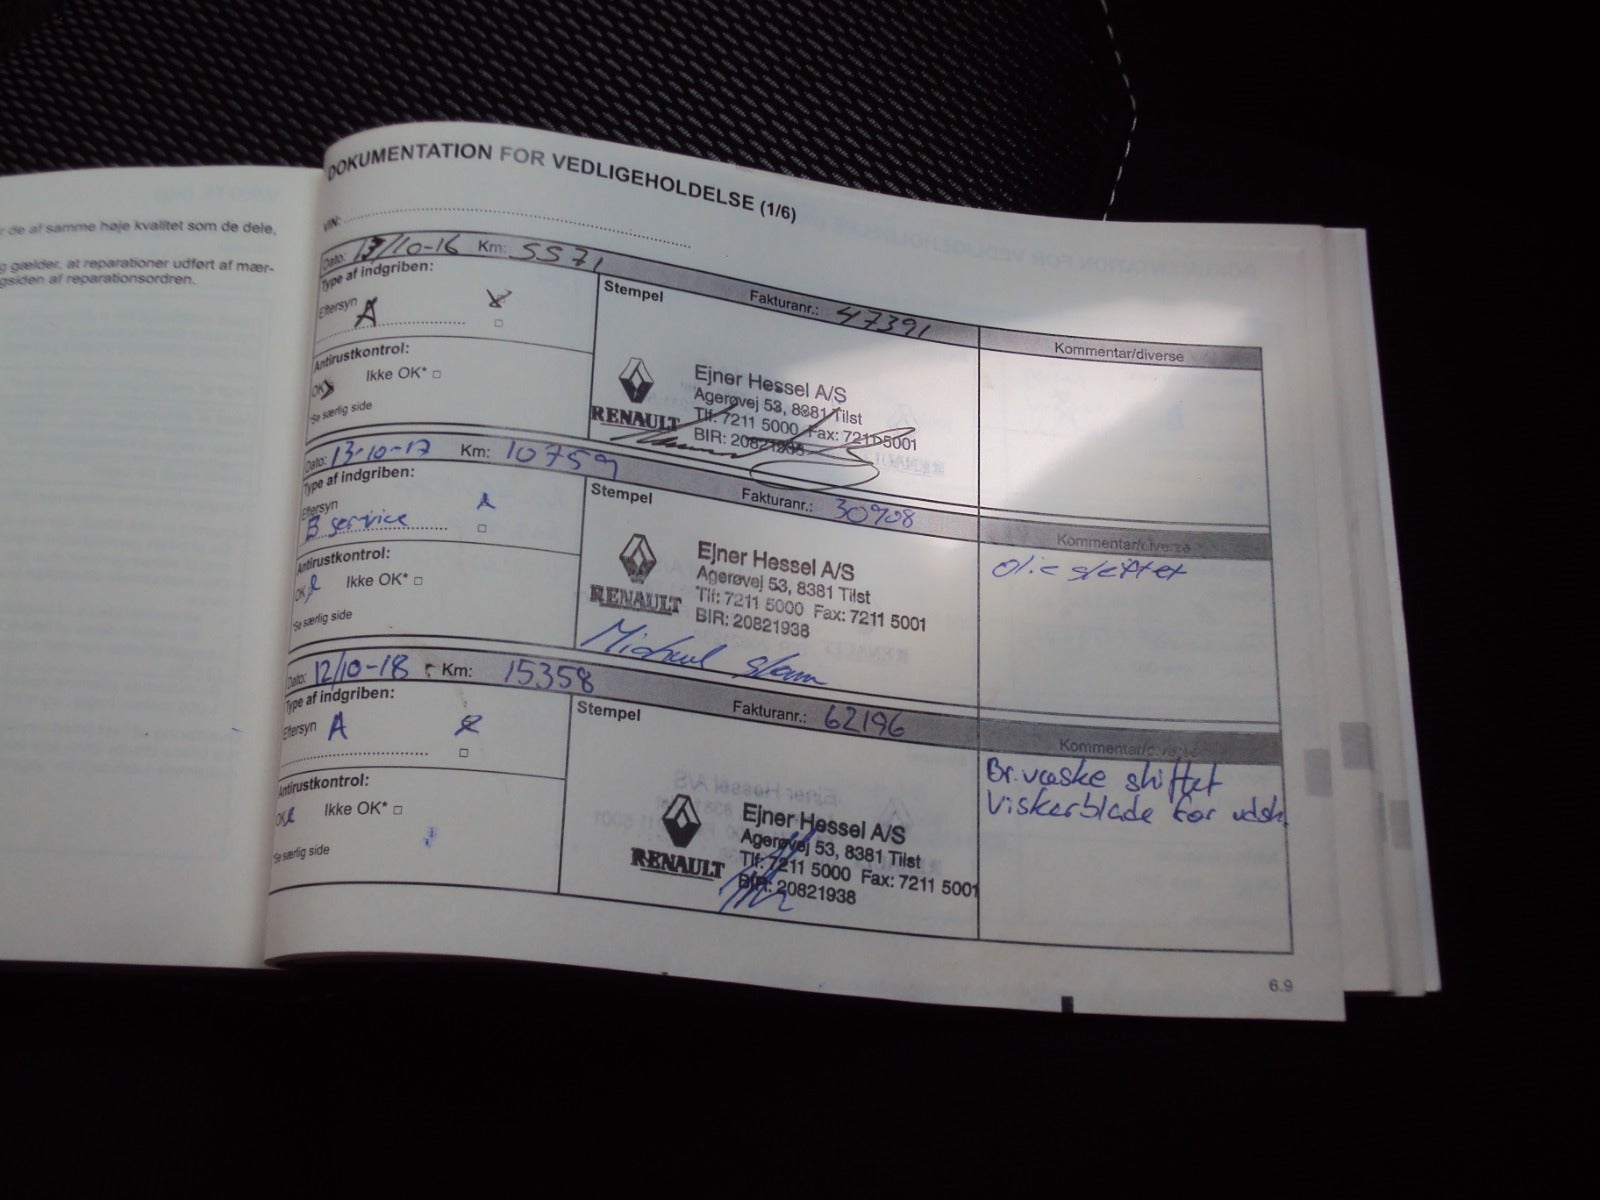 r de af samme høje kvalitet som de dele,
g gælder, at reparationer udført af mær-
gsiden af reparationsordren.
DOKUMENTATION FOR VEDLIGEHOLDELSE (1/6)
VIN:
Dato: 13/10-16 Km: 5571
Fakturanr.: 47391
Kommentar/diverse
Type af indgriben:
Eftersyn A
Stempel
Antirustkontrol:
OK Ikke OK*
*Se særlig side
RENAULT
Ejner Hessel A/S
Agerøvej 53, 8381 Tilst
Tlf: 7211 5000 Fax: 7211 5001
BIR: 20821938
Dato: 13-10-17 Km: 10759
Fakturanr.: 30908
Kommentar/diverse
Type af indgriben:
Eftersyn
B service
Stempel
Antirustkontrol:
OK Ikke OK*
*Se særlig side
RENAULT
Ejner Hessel A/S
Agerøvej 53, 8381 Tilst
Tlf: 7211 5000 Fax: 7211 5001
BIR: 20821938
Olie skiftet
Dato: 12/10-18 Km: 15358
Fakturanr.: 62196
Kommentar/diverse
Type af indgriben:
Eftersyn A
Stempel
Antirustkontrol:
OK Ikke OK*
*Se særlig side
RENAULT
Ejner Hessel A/S
Agerøvej 53, 8381 Tilst
Tlf: 7211 5000 Fax: 7211 5001
BIR: 20821938
Br.væske skiftet
Viskerblade for udsk
6.9